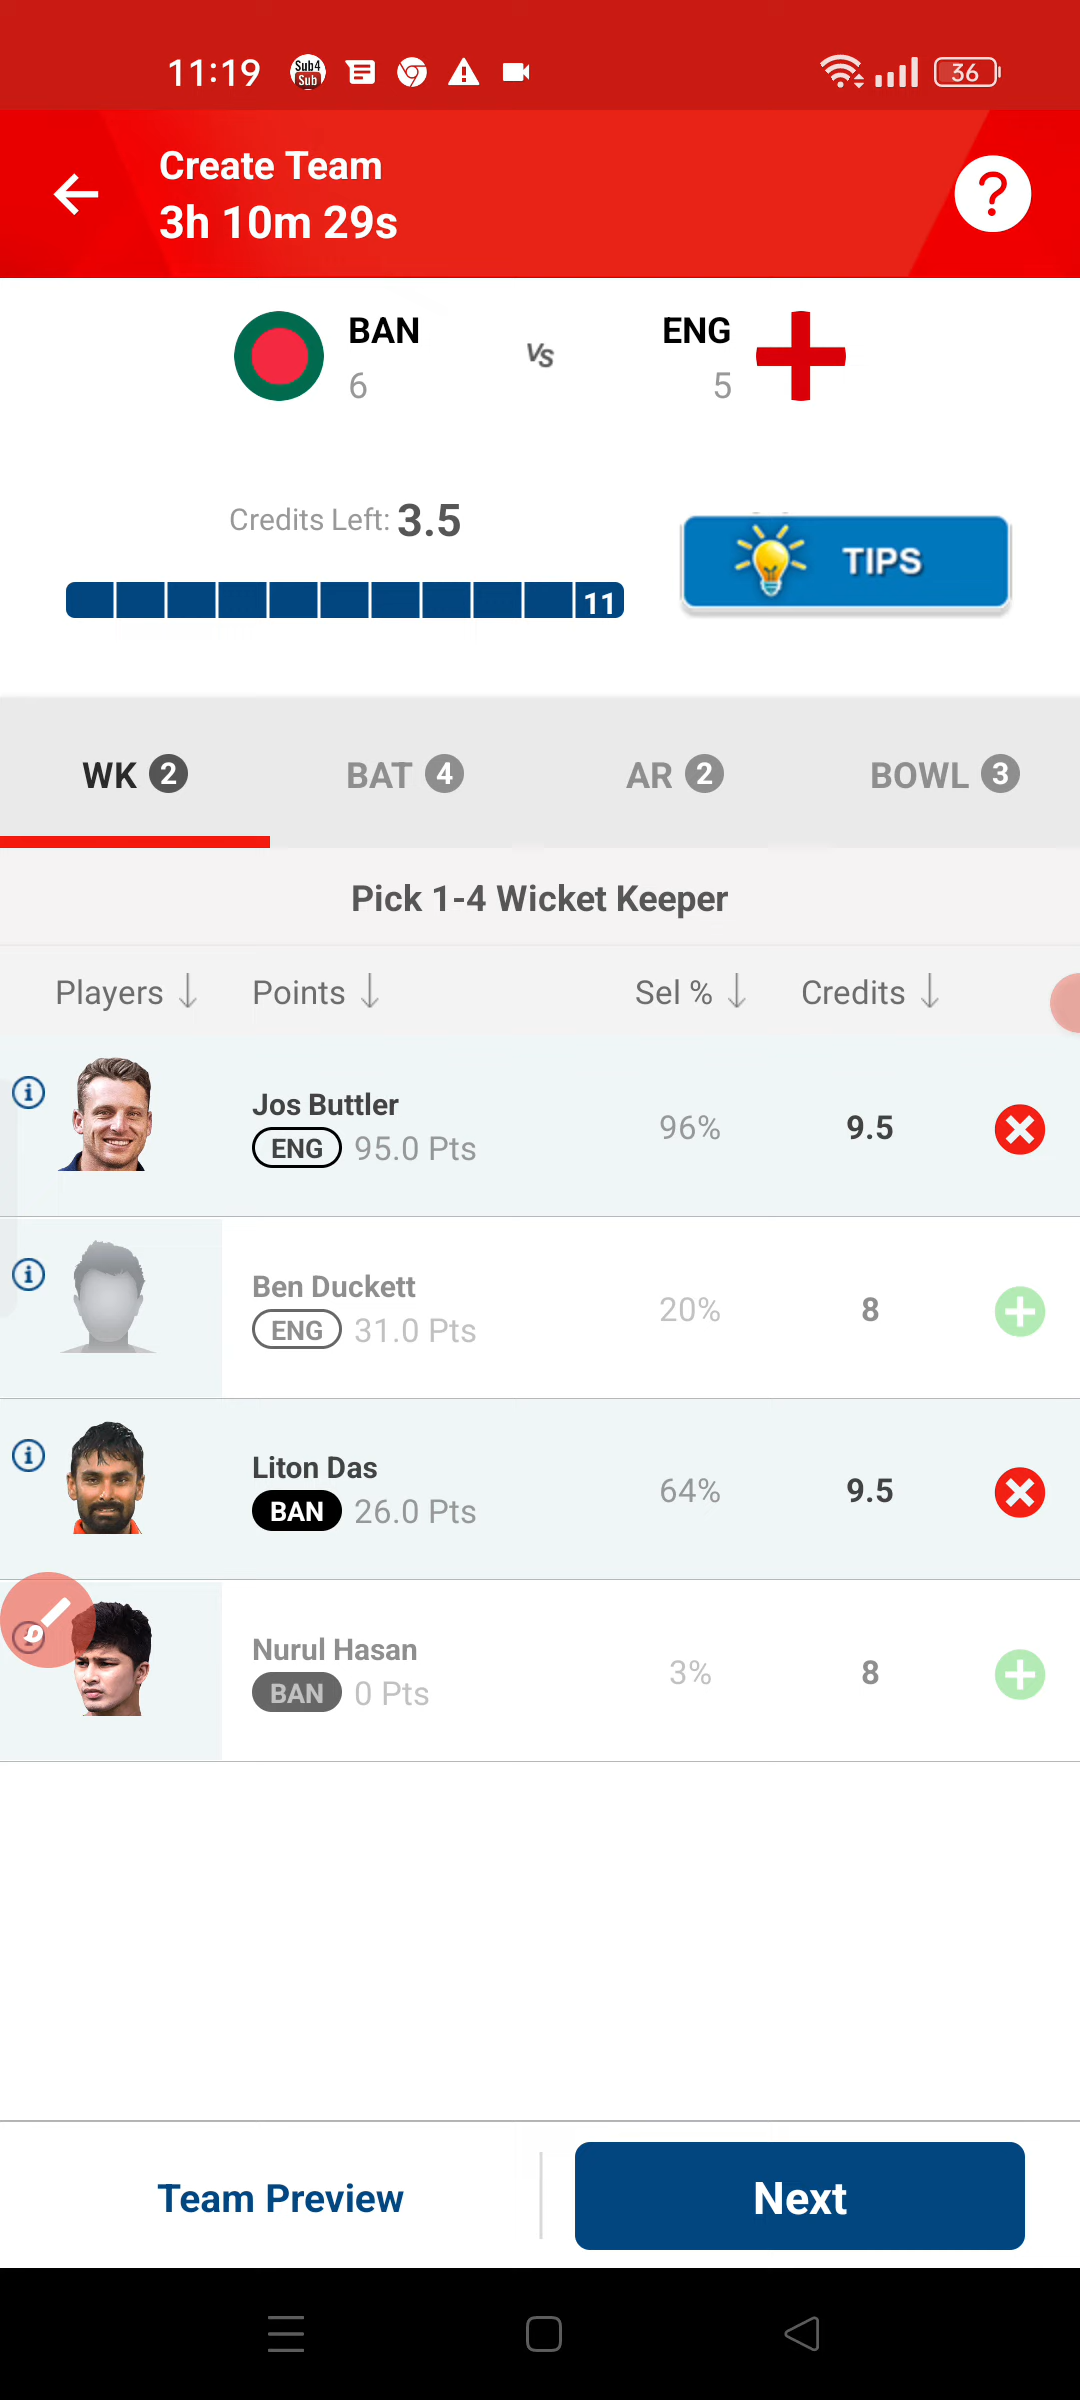 11:19 Sub4 Sub 36
Create Team
3h 10m 29s
?
BAN Vs ENG
6 5
Credits Left: 3.5
11
TIPS
WK 2 BAT 4 AR 2 BOWL 3
Pick 1-4 Wicket Keeper
Players ↓ Points ↓ Sel % ↓ Credits ↓
Jos Buttler
ENG 95.0 Pts 96% 9.5
Ben Duckett
ENG 31.0 Pts 20% 8
Liton Das
BAN 26.0 Pts 64% 9.5
Nurul Hasan
BAN 0 Pts 3% 8
Team Preview Next